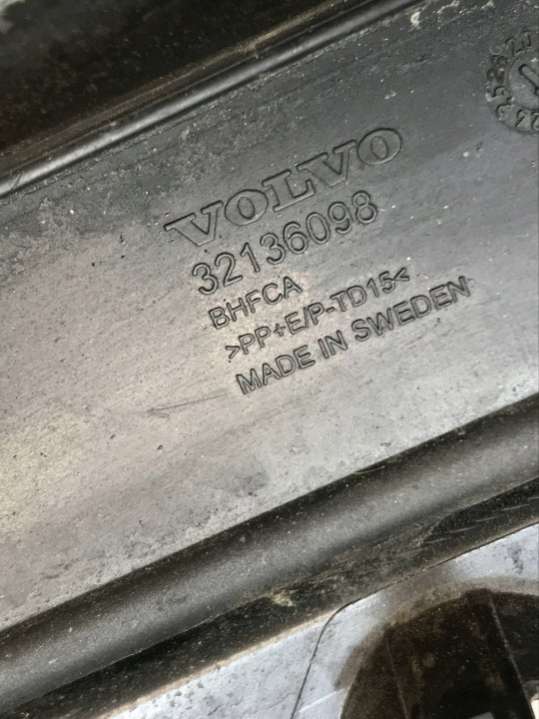 VOLVO
32136098
BHFCA
>PP+E/P-TD15<
MADE IN SWEDEN